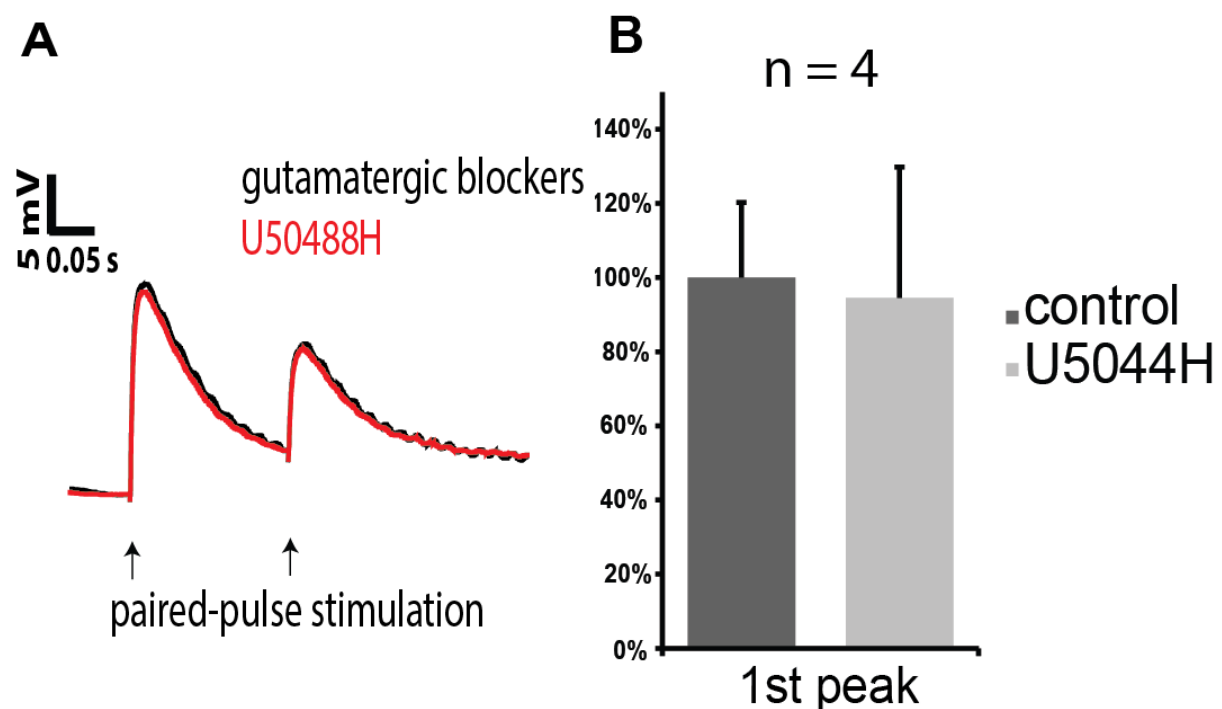 A
5 mV
0.05 s
gutamatergic blockers
U50488H
paired-pulse stimulation
B
n = 4
140%
120%
100%
80%
60%
40%
20%
0%
1st peak
control
U5044H